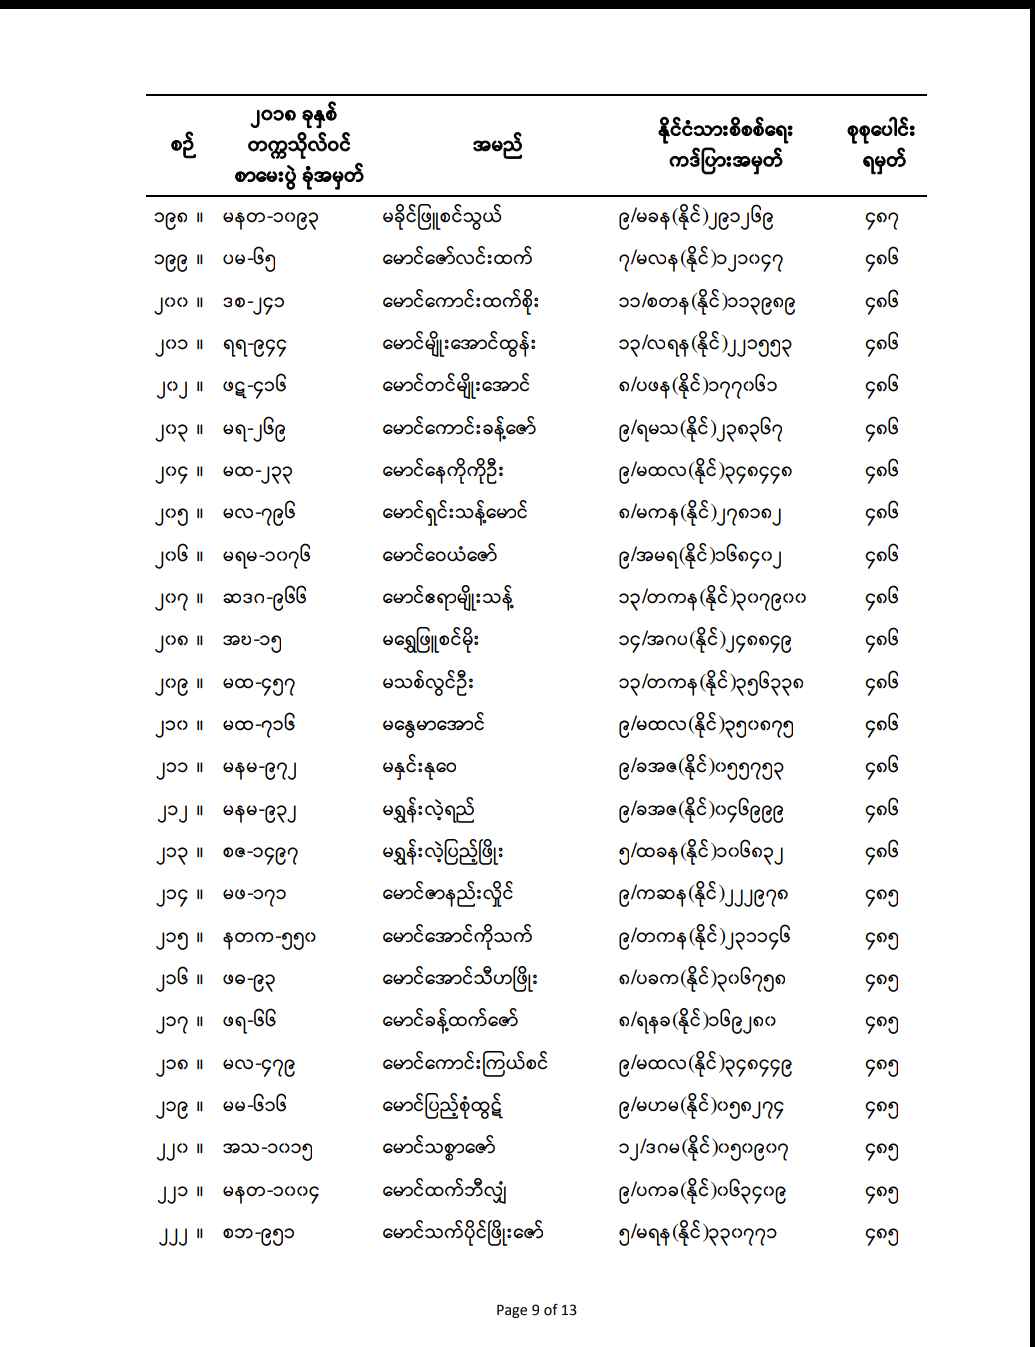 စဉ် ၂၀၁၈ ခုနှစ် တက္ကသိုလ်ဝင် စာမေးပွဲ ခုံအမှတ် အမည် နိုင်ငံသားစိစစ်ရေး ကဒ်ပြားအမှတ် စုစုပေါင်း ရမှတ်
၁၉၈ ။ မနတ-၁၀၉၃ မခိုင်ဖြူစင်သွယ် ၉/မခန(နိုင်)၂၉၁၂၆၉ ၄၈၇
၁၉၉ ။ ပမ-၆၅ မောင်ဇော်လင်းထက် ၇/မလန(နိုင်)၁၂၁၀၄၇ ၄၈၆
၂၀၀ ။ ဒစ-၂၄၁ မောင်ကောင်းထက်စိုး ၁၁/စတန(နိုင်)၁၁၃၉၈၉ ၄၈၆
၂၀၁ ။ ရရ-၉၄၄ မောင်မျိုးအောင်ထွန်း ၁၃/လရန(နိုင်)၂၂၁၅၅၃ ၄၈၆
၂၀၂ ။ ဖဋ-၄၁၆ မောင်တင်မျိုးအောင် ၈/ပဖန(နိုင်)၁၇၇၀၆၁ ၄၈၆
၂၀၃ ။ မရ-၂၆၉ မောင်ကောင်းခန့်ဇော် ၉/ရမသ(နိုင်)၂၃၈၃၆၇ ၄၈၆
၂၀၄ ။ မထ-၂၃၃ မောင်နေကိုကိုဦး ၉/မထလ(နိုင်)၃၄၈၄၄၈ ၄၈၆
၂၀၅ ။ မလ-၇၉၆ မောင်ရှင်းသန့်မောင် ၈/မကန(နိုင်)၂၇၈၁၈၂ ၄၈၆
၂၀၆ ။ မရမ-၁၀၇၆ မောင်ဝေယံဇော် ၉/အမရ(နိုင်)၁၆၈၄၀၂ ၄၈၆
၂၀၇ ။ ဆဒဂ-၉၆၆ မောင်ဧရာမျိုးသန့် ၁၃/တကန(နိုင်)၃၀၇၉၀၀ ၄၈၆
၂၀၈ ။ အဎ-၁၅ မရွှေဖြူစင်မိုး ၁၄/အဂပ(နိုင်)၂၄၈၈၄၉ ၄၈၆
၂၀၉ ။ မထ-၄၅၇ မသစ်လွင်ဦး ၁၃/တကန(နိုင်)၃၅၆၃၃၈ ၄၈၆
၂၁၀ ။ မထ-၇၁၆ မနွေမာအောင် ၉/မထလ(နိုင်)၃၅၀၈၇၅ ၄၈၆
၂၁၁ ။ မနမ-၉၇၂ မနှင်းနုဝေ ၉/ခအဇ(နိုင်)၀၅၅၇၅၃ ၄၈၆
၂၁၂ ။ မနမ-၉၃၂ မရွှန်းလဲ့ရည် ၉/ခအဇ(နိုင်)၀၄၆၉၉၉ ၄၈၆
၂၁၃ ။ စဇ-၁၄၉၇ မရွှန်းလဲ့ပြည့်ဖြိုး ၅/ထခန(နိုင်)၁၀၆၈၃၂ ၄၈၆
၂၁၄ ။ မဖ-၁၇၁ မောင်ဇာနည်းလှိုင် ၉/ကဆန(နိုင်)၂၂၂၉၇၈ ၄၈၅
၂၁၅ ။ နတက-၅၅၀ မောင်အောင်ကိုသက် ၉/တကန(နိုင်)၂၃၁၁၄၆ ၄၈၅
၂၁၆ ။ ဖဓ-၉၃ မောင်အောင်သီဟဖြိုး ၈/ပခက(နိုင်)၃၀၆၇၅၈ ၄၈၅
၂၁၇ ။ ဖရ-၆၆ မောင်ခန့်ထက်ဇော် ၈/ရနခ(နိုင်)၁၆၉၂၈၀ ၄၈၅
၂၁၈ ။ မလ-၄၇၉ မောင်ကောင်းကြယ်စင် ၉/မထလ(နိုင်)၃၄၈၄၄၉ ၄၈၅
၂၁၉ ။ မမ-၆၁၆ မောင်ပြည့်စုံထွဋ် ၉/မဟမ(နိုင်)၀၅၈၂၇၄ ၄၈၅
၂၂၀ ။ အသ-၁၀၁၅ မောင်သစ္စာဇော် ၁၂/ဒဂမ(နိုင်)၀၅၀၉၀၇ ၄၈၅
၂၂၁ ။ မနတ-၁၀၀၄ မောင်ထက်ဘီလျှံ ၉/ပကခ(နိုင်)၀၆၃၄၀၉ ၄၈၅
၂၂၂ ။ စဘ-၉၅၁ မောင်သက်ပိုင်ဖြိုးဇော် ၅/မရန(နိုင်)၃၃၀၇၇၁ ၄၈၅
Page 9 of 13